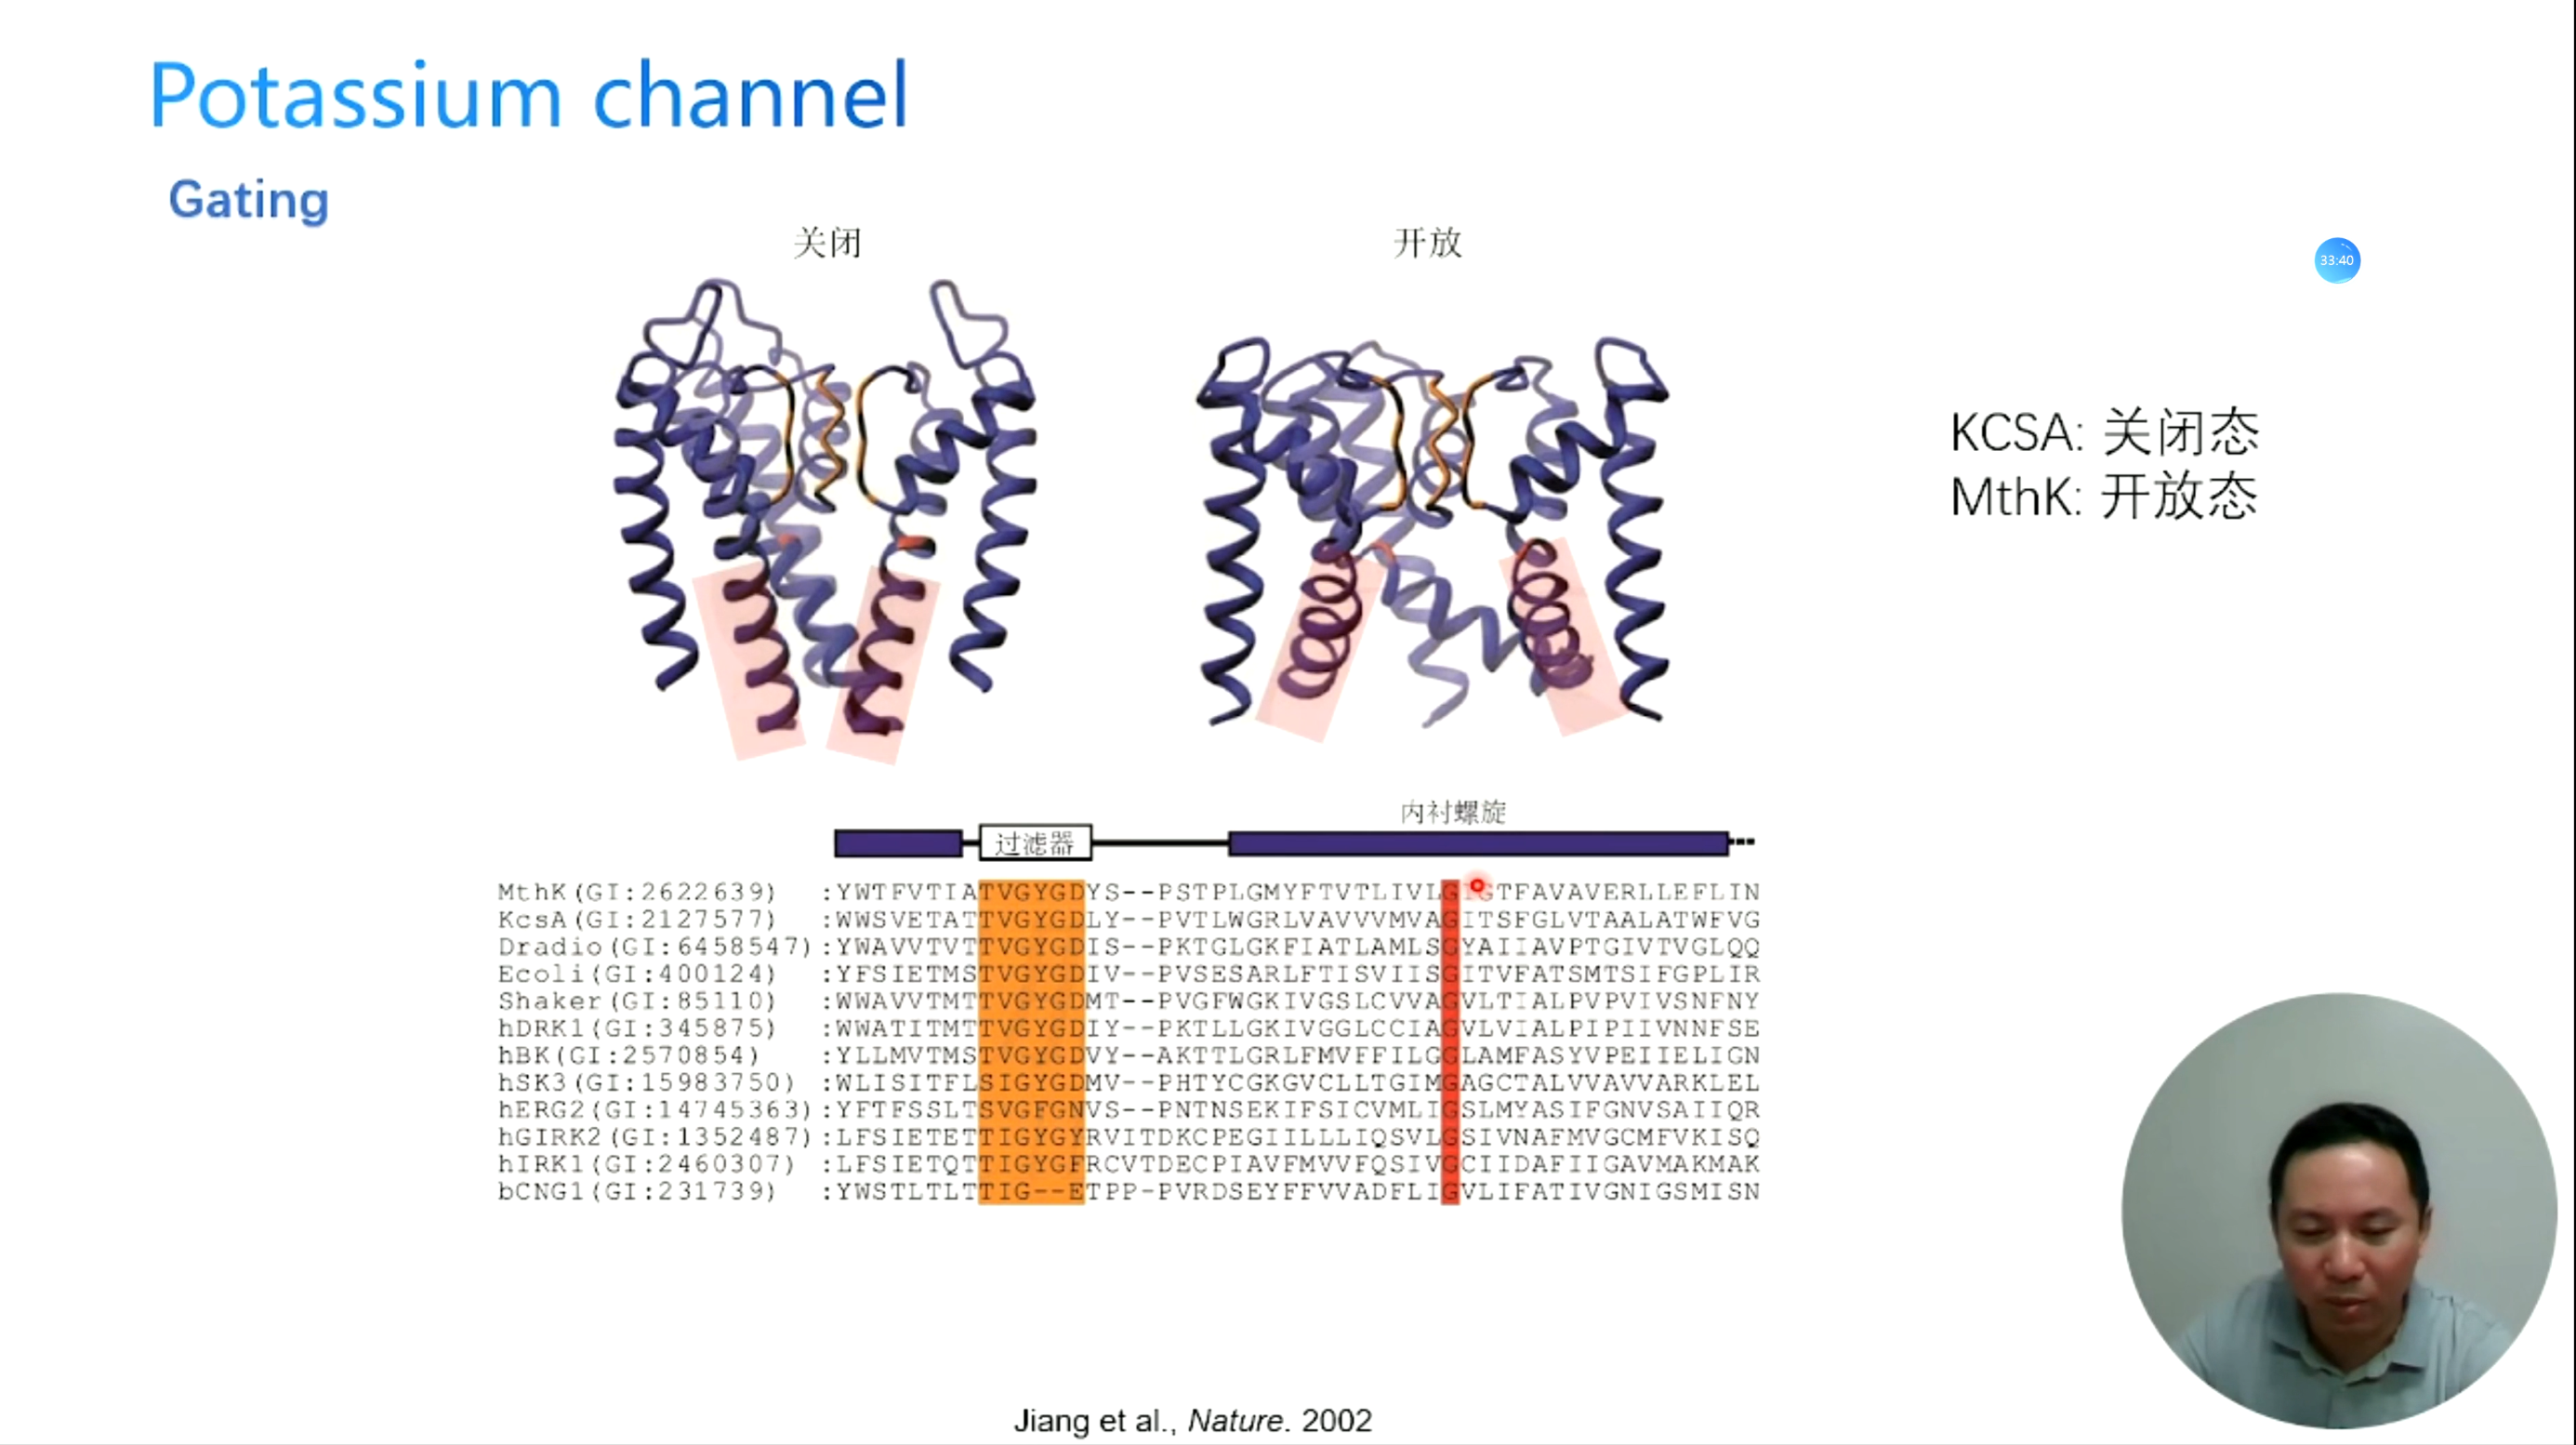 Potassium channel
Gating
关闭
开放
33:40
KCSA: 关闭态
MthK: 开放态
内衬螺旋
过滤器
MthK(GI:2622639) :YWTFVTIATVGYGDYS--PSTPLGMYFTVTLIVLGIGTFAVAVERLLEFLIN
KcsA(GI:2127577) :WWSVETATTVGYGDLY--PVTLWGRLVAVVVMVAGITSFGLVTAALATWFVG
Dradio(GI:6458547):YWAVVTVTTVGYGDIS--PKTGLGKFIATLAMLSGYAIIAVPTGIVTVGLQQ
Ecoli(GI:400124) :YFSIETMSTVGYGDIV--PVSESARLFTISVIISGITVFATSMTSIFGPLIR
Shaker(GI:85110) :WWAVVTMTTVGYGDMT--PVGFWGKIVGSLCVVAGVLTIALPVPVIVSNFNY
hDRK1(GI:345875) :WWATITMTTVGYGDIY--PKTLLGKIVGGLCCIAGVLVIALPIPIIVNNFSE
hBK(GI:2570854) :YLLMVTMSTVGYGDVY--AKTTLGRLFMVFFILGGLAMFASYVPEIIELIGN
hSK3(GI:15983750) :WLISITFLSIGYGDMV--PHTYCGKGVCLLTGIMGAGCTALVVAVVARKLEL
hERG2(GI:14745363):YFTFSSLTSVGFGNVS--PNTNSEKIFSICVMLIGSLMYASIFGNVSAIIQR
hGIRK2(GI:1352487):LFSIETETTIGYGYRVITDKCPEGIILLLIQSVLGSIVNAFMVGCMFVKISQ
hIRK1(GI:2460307) :LFSIETQTTIGYGFRCVTDECPIAVFMVVFQSIVGCIIDAFIIGAVMAKMAK
bCNG1(GI:231739) :YWSTLTLTTIG--ETPP-PVRDSEYFFVVADFLIGVLIFATIVGNIGSMISN
Jiang et al., Nature. 2002